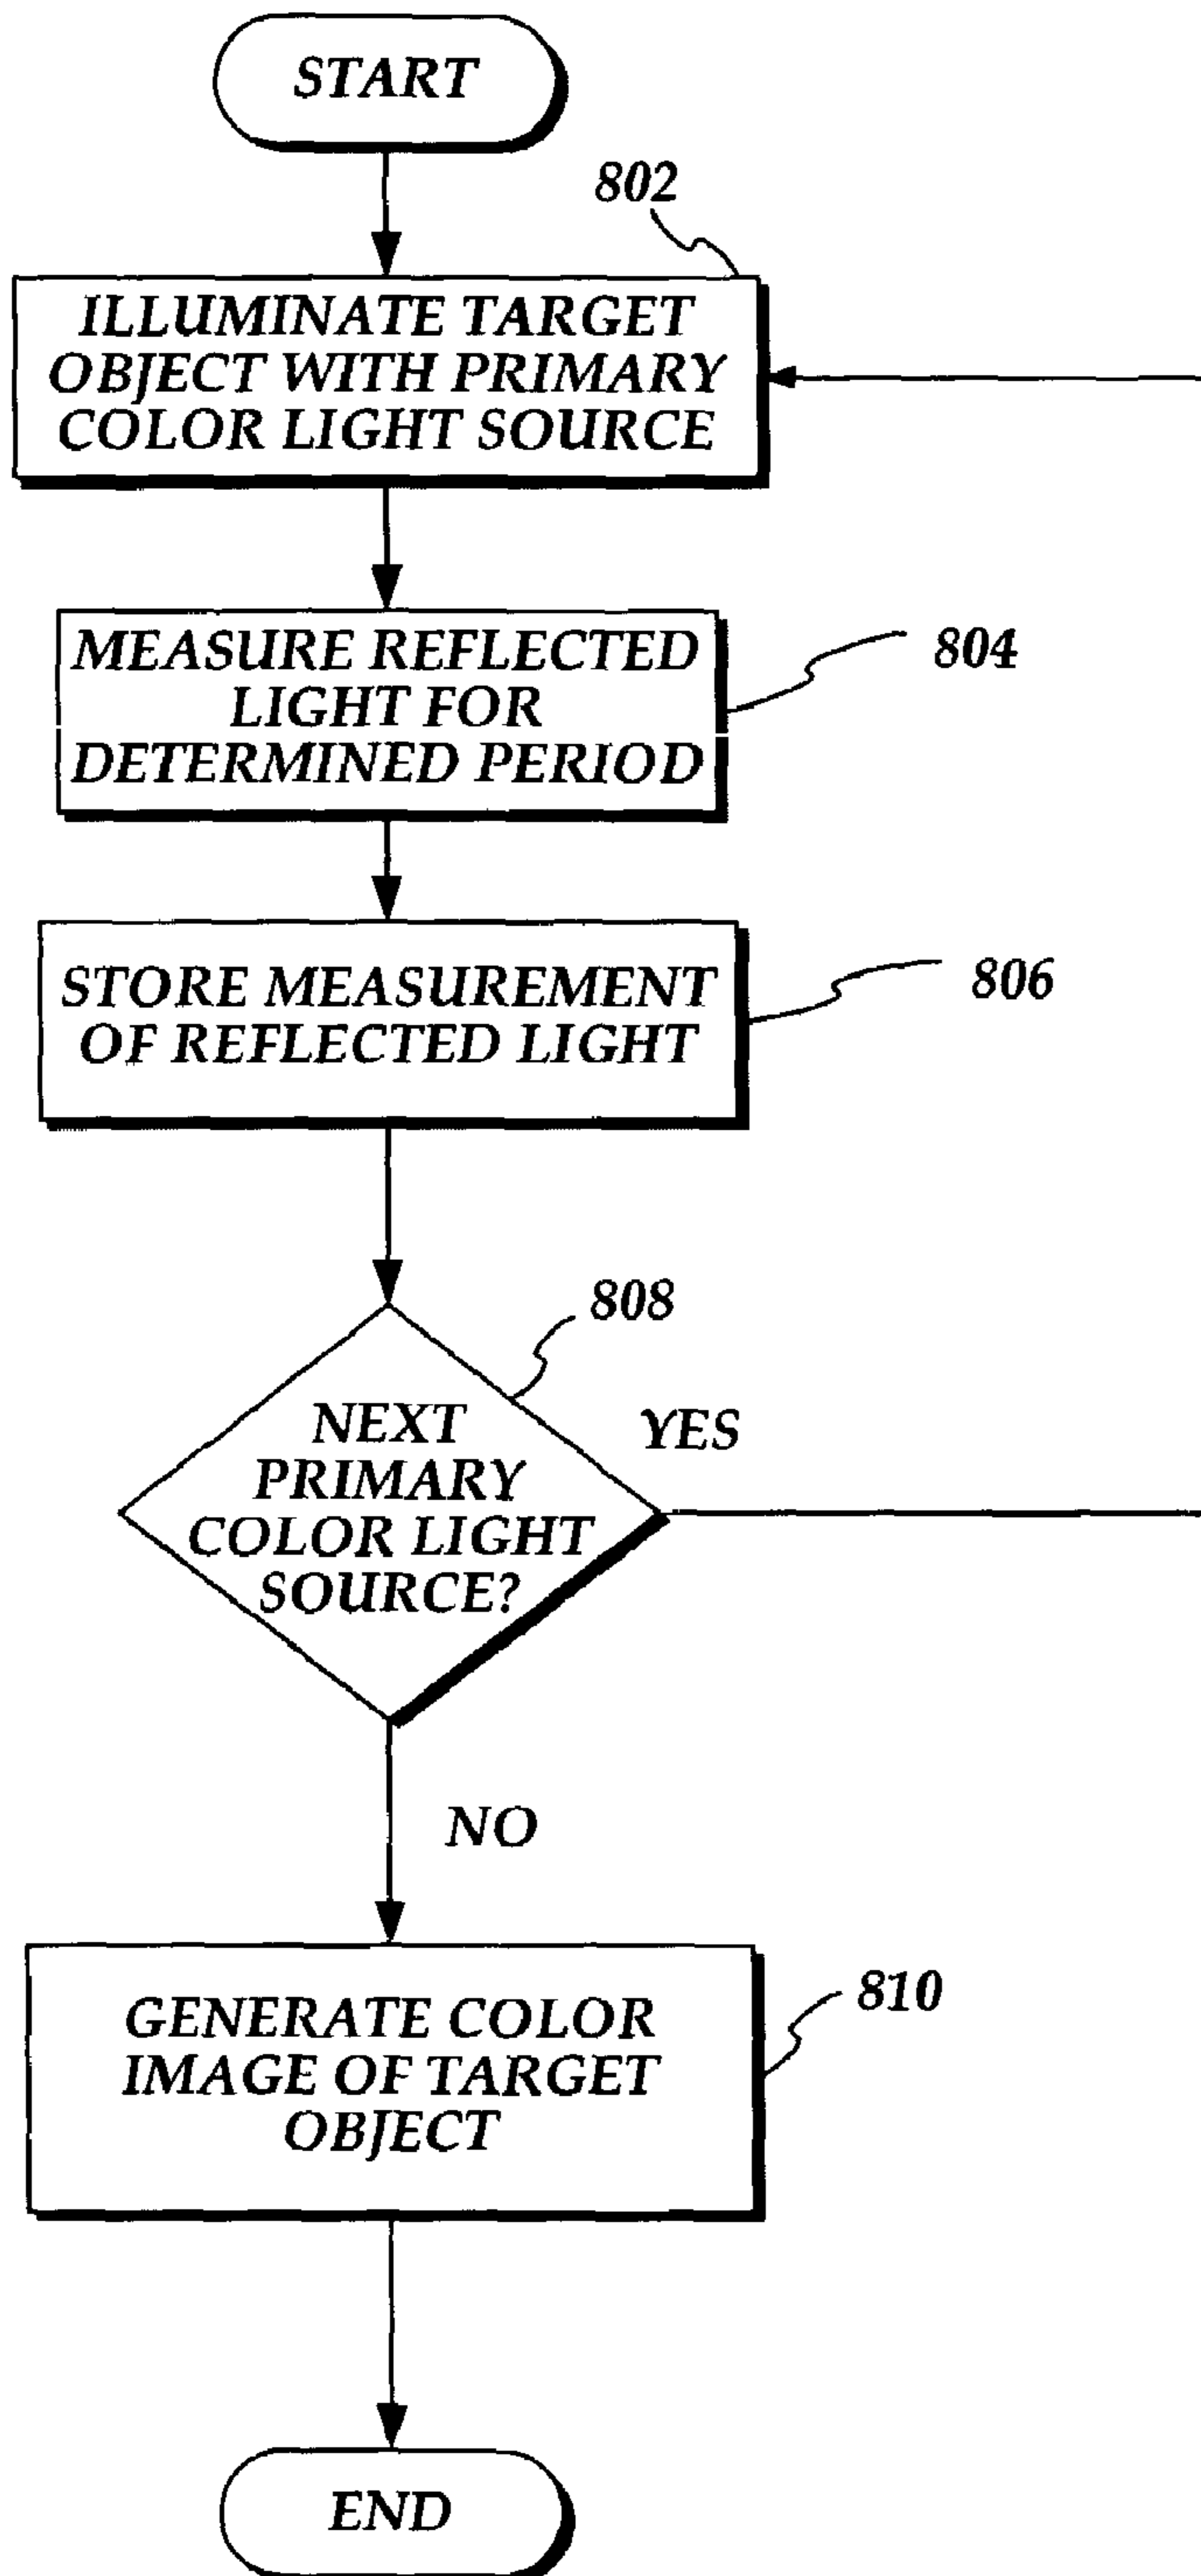 START
802
ILLUMINATE TARGET
OBJECT WITH PRIMARY
COLOR LIGHT SOURCE
MEASURE REFLECTED
LIGHT FOR
DETERMINED PERIOD
804
STORE MEASUREMENT
OF REFLECTED LIGHT
806
808
NEXT
PRIMARY
COLOR LIGHT
SOURCE?
YES
NO
GENERATE COLOR
IMAGE OF TARGET
OBJECT
810
END